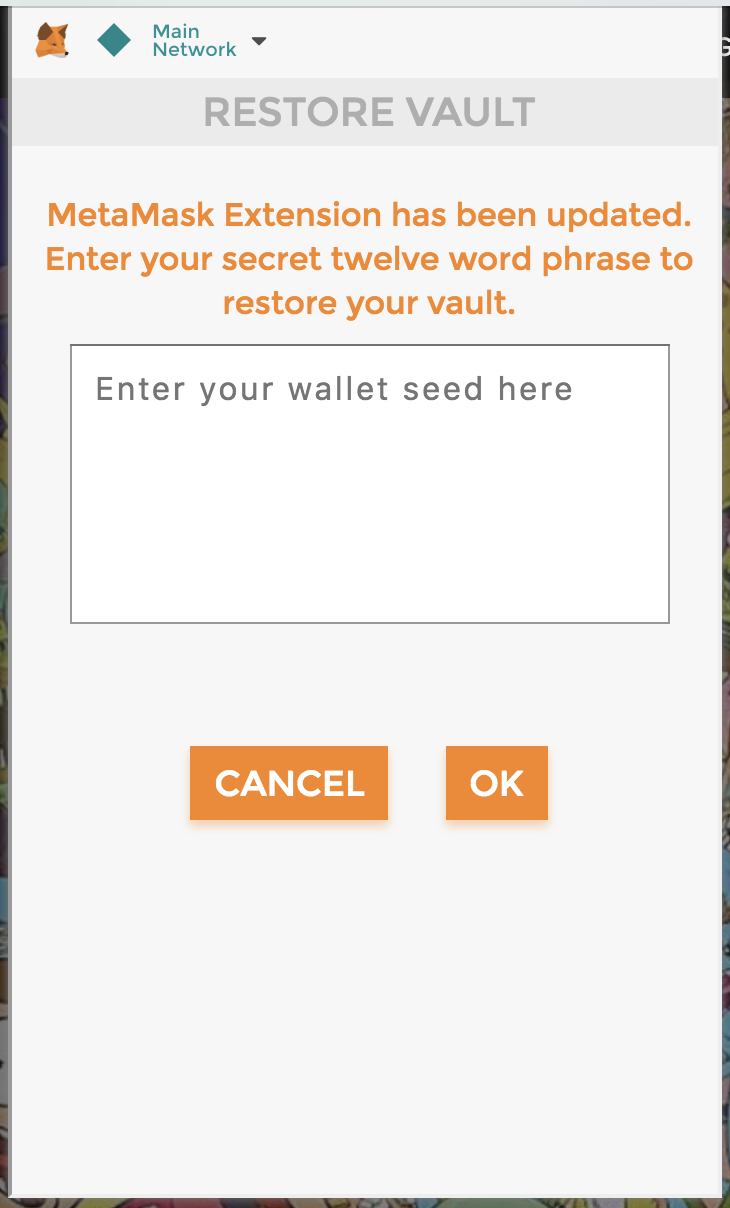 Main
Network
RESTORE VAULT
MetaMask Extension has been updated.
Enter your secret twelve word phrase to
restore your vault.
Enter your wallet seed here
CANCEL
OK